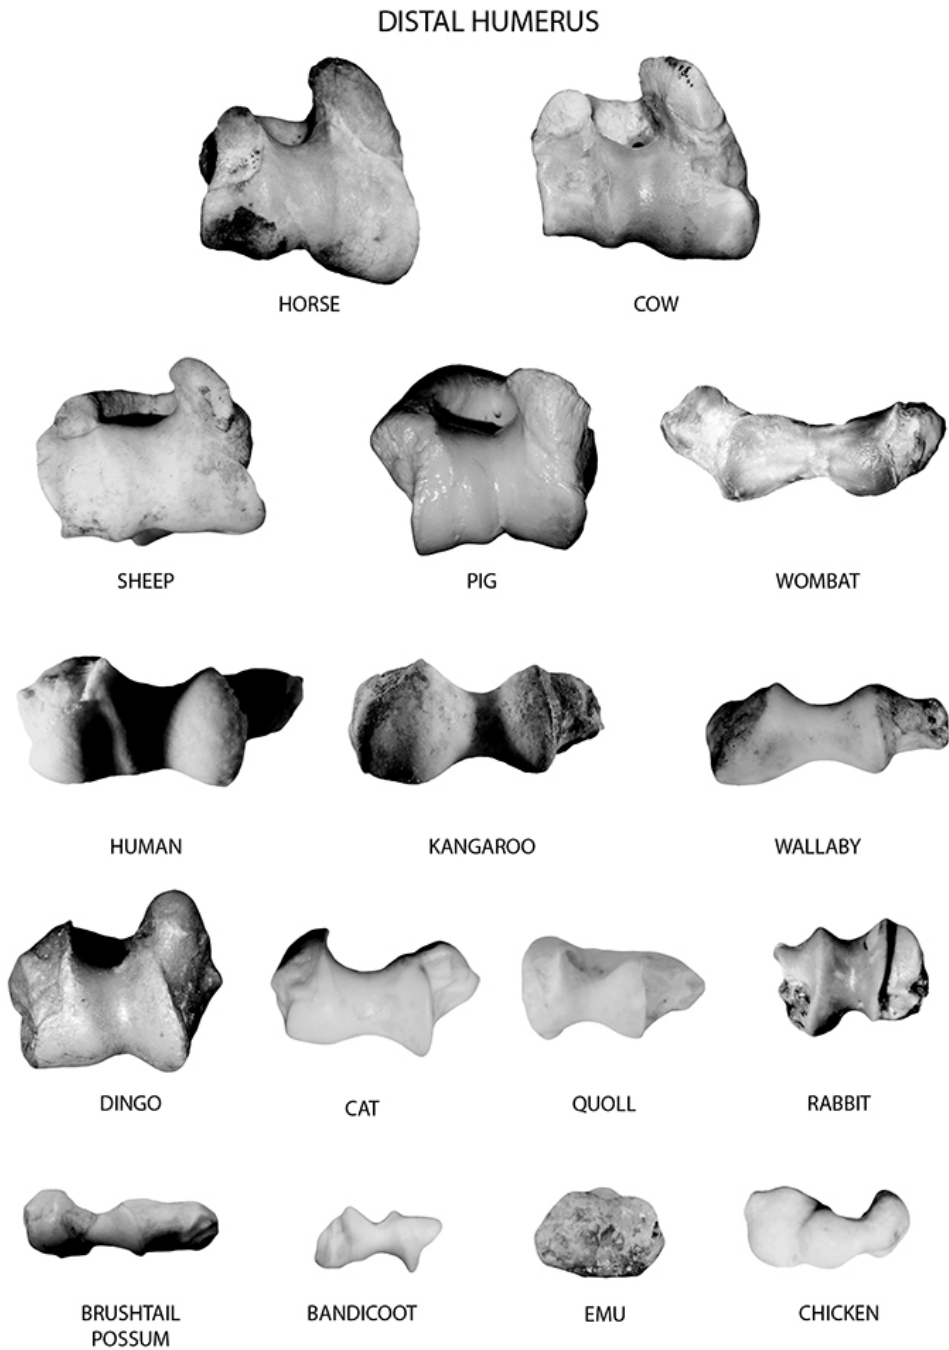 DISTAL HUMERUS
HORSE
COW
SHEEP
PIG
WOMBAT
HUMAN
KANGAROO
WALLABY
DINGO
CAT
QUOLL
RABBIT
BRUSHTAIL
POSSUM
BANDICOOT
EMU
CHICKEN